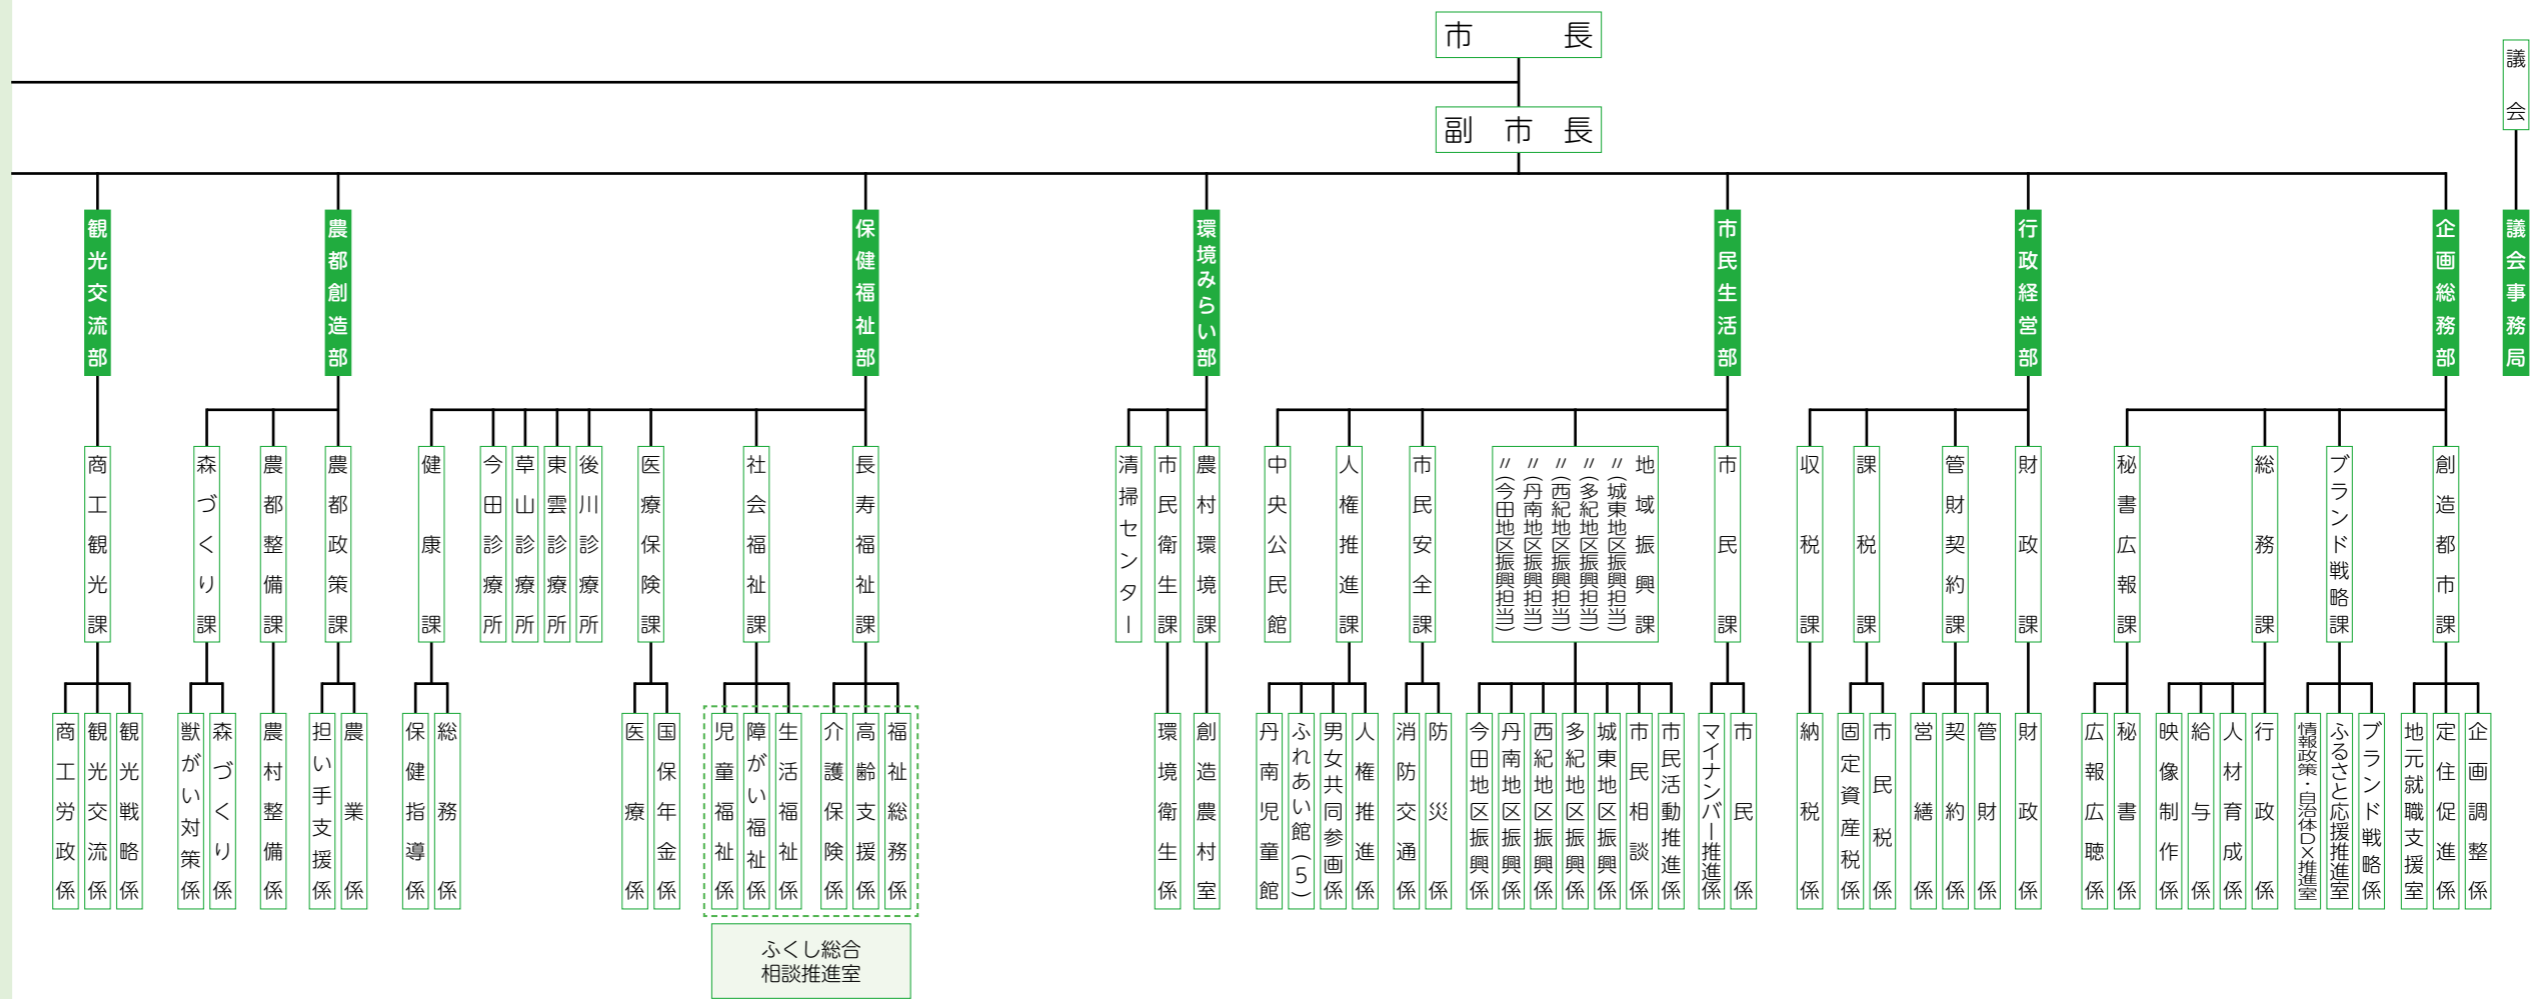 市長
副市長
議会
議会事務局
企画総務部
行政経営部
市民生活部
環境みらい部
保健福祉部
農都創造部
観光交流部
創造都市課
ブランド戦略課
総務課
秘書広報課
財政課
管財契約課
課税課
収税課
市民課
地域振興課
〃(城東地区振興担当)
〃(多紀地区振興担当)
〃(西紀地区振興担当)
〃(丹南地区振興担当)
〃(今田地区振興担当)
市民安全課
人権推進課
中央公民館
農村環境課
市民衛生課
清掃センター
長寿福祉課
社会福祉課
医療保険課
後川診療所
東雲診療所
草山診療所
今田診療所
健康課
農都政策課
農都整備課
森づくり課
商工観光課
企画調整係
定住促進係
地元就職支援室
ブランド戦略係
ふるさと応援推進室
情報政策・自治体DX推進室
行政係
人材育成係
給与係
映像制作係
秘書係
広報広聴係
財政係
管財係
契約係
営繕係
市民税係
固定資産税係
納税係
市民係
マイナンバー推進係
市民活動推進係
市民相談係
城東地区振興係
多紀地区振興係
西紀地区振興係
丹南地区振興係
今田地区振興係
防災係
消防交通係
人権推進係
男女共同参画係
ふれあい館(5)
丹南児童館
創造農村室
環境衛生係
福祉総務係
高齢支援係
介護保険係
生活福祉係
障がい福祉係
児童福祉係
国保年金係
医療係
総務係
保健指導係
農業係
担い手支援係
農村整備係
森づくり係
獣がい対策係
観光戦略係
観光交流係
商工労政係
ふくし総合
相談推進室